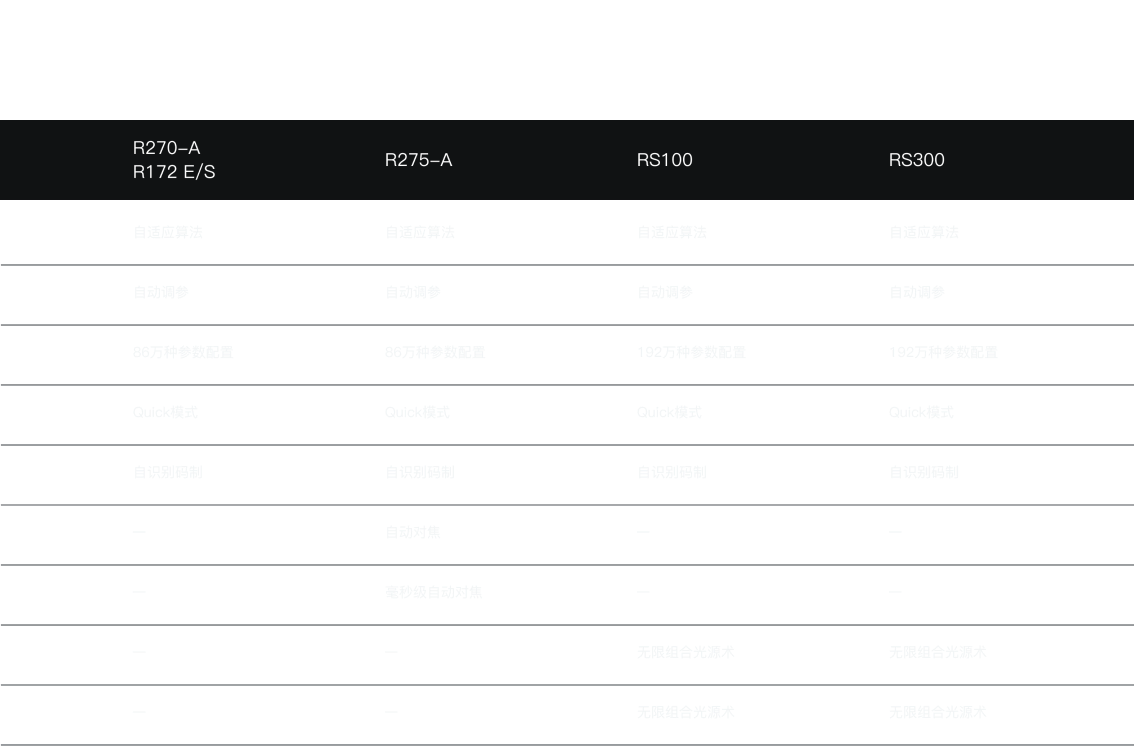 R270-A
R172 E/S
R275-A
RS100
RS300
自适应算法 自适应算法 自适应算法 自适应算法
自动调参 自动调参 自动调参 自动调参
86万种参数配置 86万种参数配置 192万种参数配置 192万种参数配置
Quick模式 Quick模式 Quick模式 Quick模式
自识别码制 自识别码制 自识别码制 自识别码制
— 自动对焦 — —
— 毫秒级自动对焦 — —
— — 无限组合光源术 无限组合光源术
— — 无限组合光源术 无限组合光源术